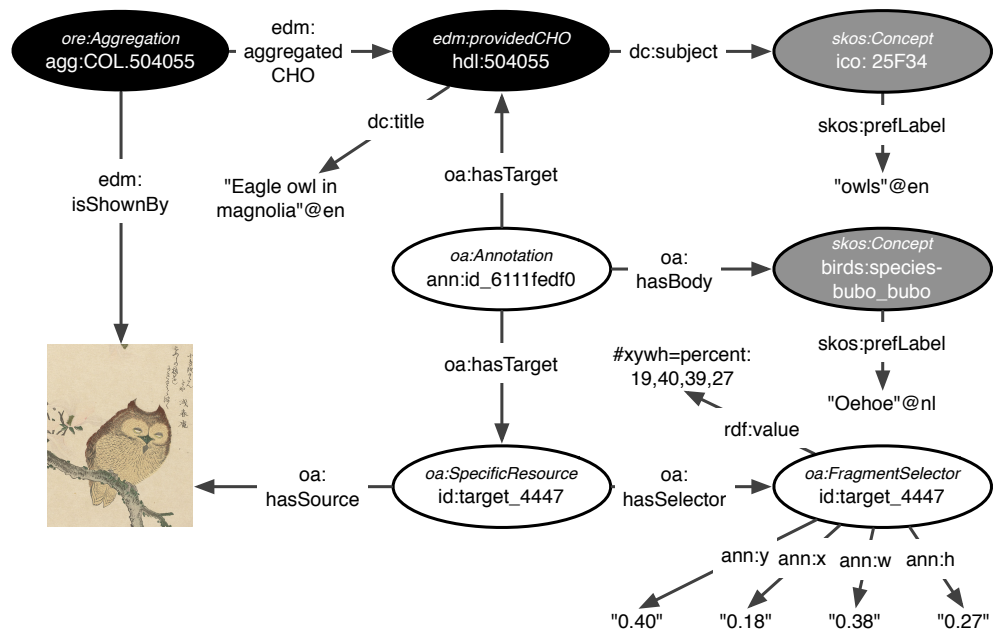 ore:Aggregation
agg:COL.504055
edm:
aggregated
CHO
edm:providedCHO
hdl:504055
dc:subject
skos:Concept
ico: 25F34
dc:title
skos:prefLabel
edm:
isShownBy
"Eagle owl in
magnolia"@en
oa:hasTarget
"owls"@en
oa:Annotation
ann:id_6111fedf0
oa:
hasBody
skos:Concept
birds:species-
bubo_bubo
oa:hasTarget
#xywh=percent:
19,40,39,27
skos:prefLabel
"Oehoe"@nl
rdf:value
oa:
hasSource
oa:SpecificResource
id:target_4447
oa:
hasSelector
oa:FragmentSelector
id:target_4447
ann:y
ann:x
ann:w
ann:h
"0.40"
"0.18"
"0.38"
"0.27"